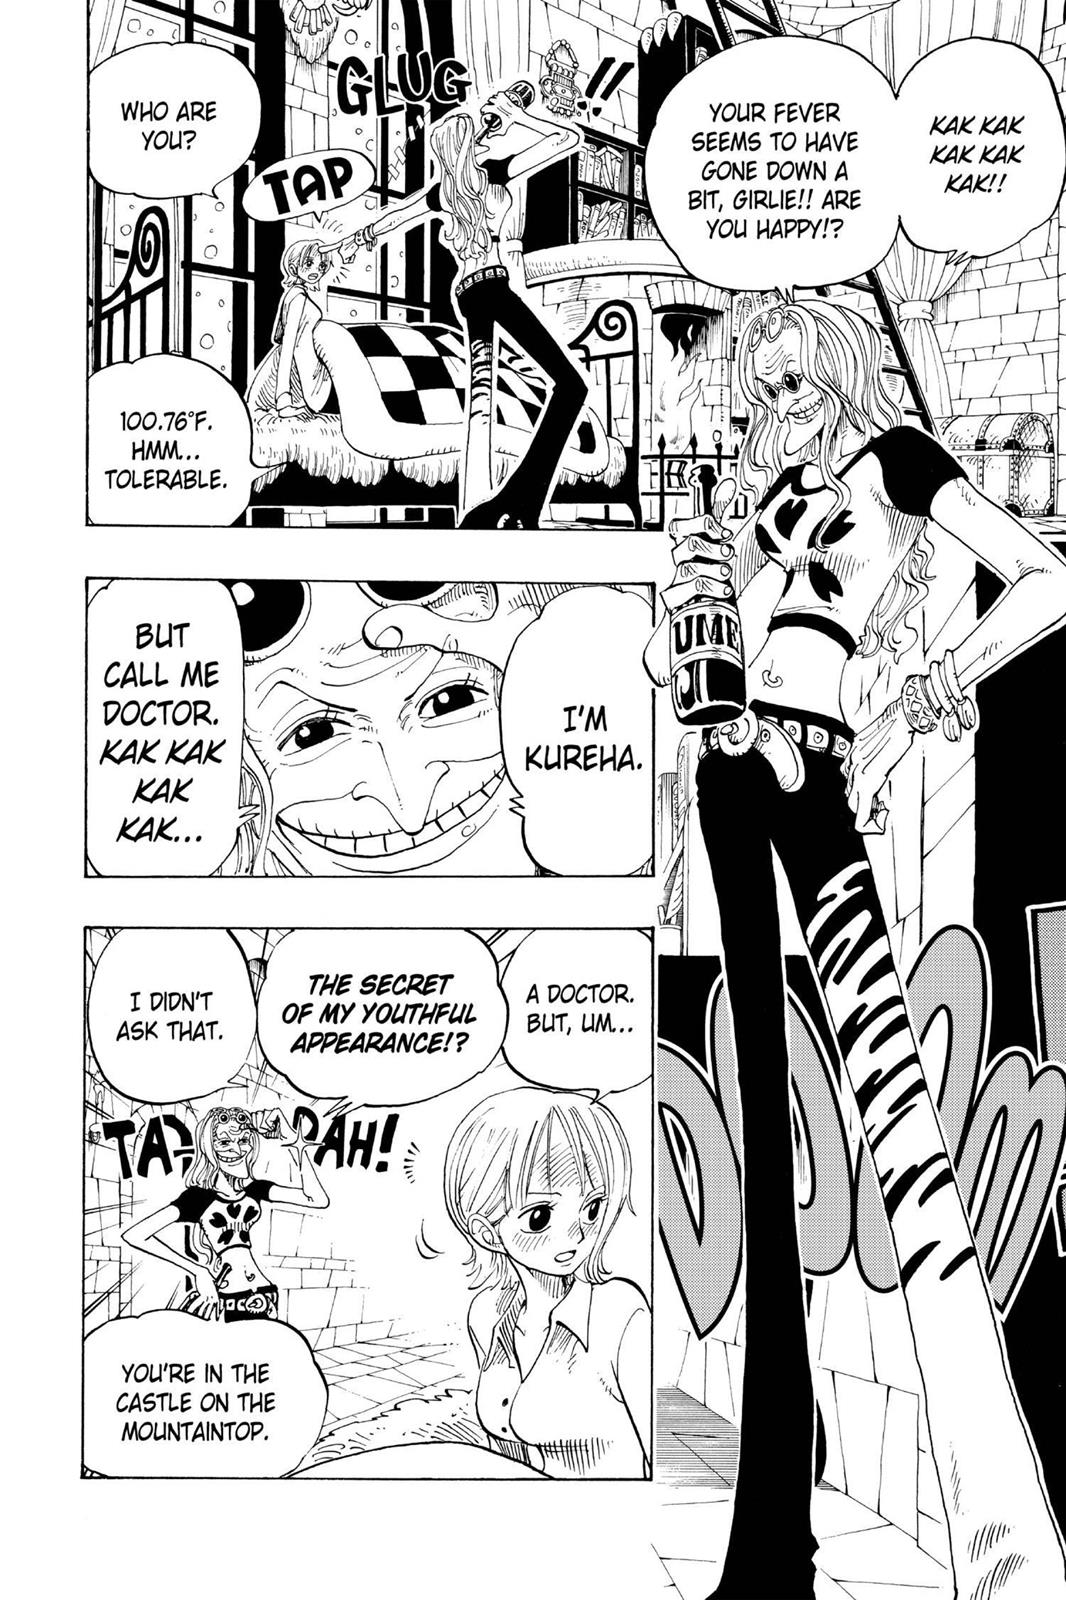 KAK KAK
KAK KAK
KAK!!
YOUR FEVER
SEEMS TO HAVE
GONE DOWN A
BIT, GIRLIE!! ARE
YOU HAPPY!?
!!
GLUG
TAP
WHO ARE
YOU?
100.76°F.
HMM...
TOLERABLE.
UME
I'M
KUREHA.
BUT
CALL ME
DOCTOR.
KAK KAK
KAK
KAK...
A DOCTOR.
BUT, UM...
THE SECRET
OF MY YOUTHFUL
APPEARANCE!?
I DIDN'T
ASK THAT.
YOU'RE IN THE
CASTLE ON THE
MOUNTAINTOP.